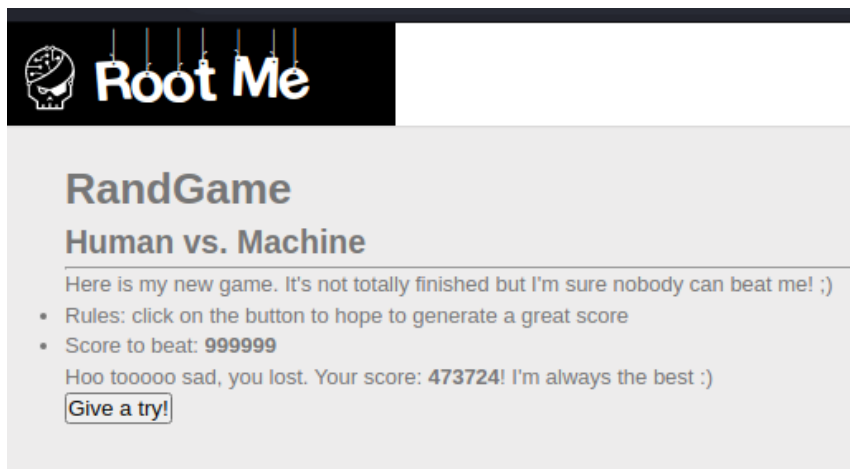 Root Me
RandGame
Human vs. Machine
Here is my new game. It's not totally finished but I'm sure nobody can beat me! ;)
Rules: click on the button to hope to generate a great score
Score to beat: 999999
Hoo tooooo sad, you lost. Your score: 473724! I'm always the best :)
Give a try!